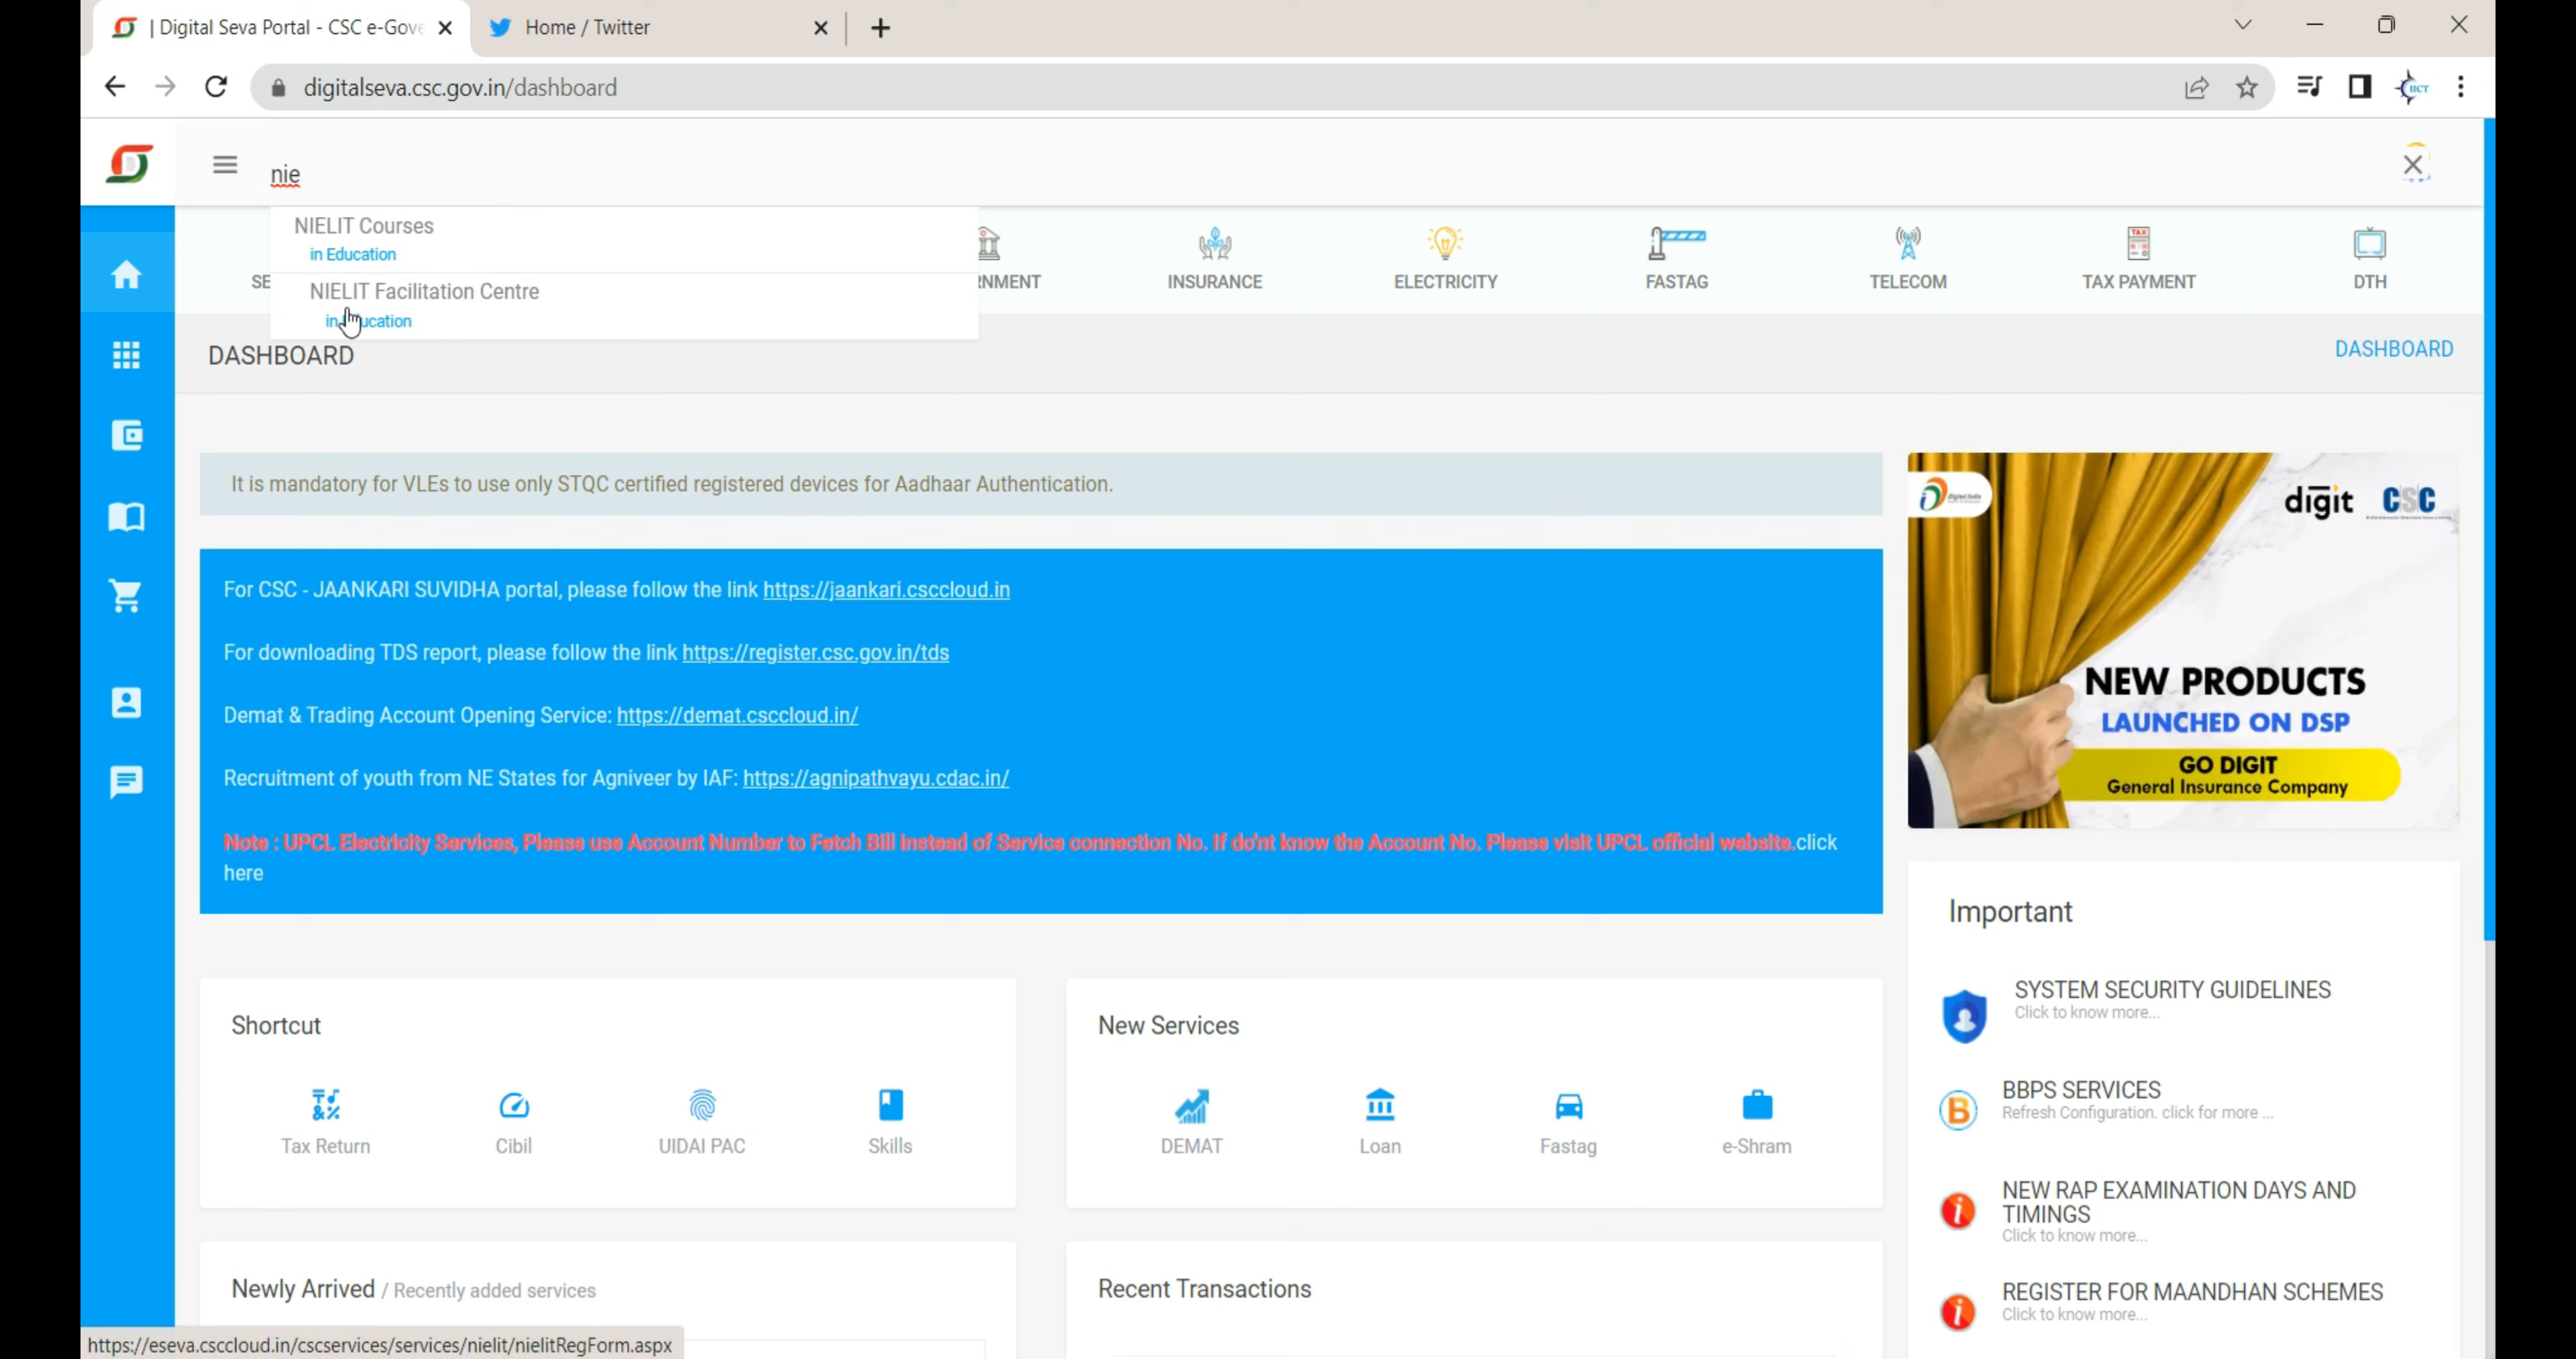 | Digital Seva Portal - CSC e-Gove
Home / Twitter
digitalseva.csc.gov.in/dashboard
IICT
nie
NIELIT Courses
in Education
NIELIT Facilitation Centre
in
SE
RNMENT
INSURANCE
ELECTRICITY
FASTAG
TELECOM
TAX
TAX PAYMENT
DTH
DASHBOARD
DASHBOARD
It is mandatory for VLEs to use only STQC certified registered devices for Aadhaar Authentication.
For CSC - JAANKARI SUVIDHA portal, please follow the link https://jaankari.csccloud.in
For downloading TDS report, please follow the link https://register.csc.gov.in/tds
Demat & Trading Account Opening Service: https://demat.csccloud.in/
Recruitment of youth from NE States for Agniveer by IAF: https://agnipathvayu.cdac.in/
Note : UPCL Electricity Services, Please use Account Number to Fetch Bill instead of Service connection No. If do'nt know the Account No. Please visit UPCL official website.click
here
Digital India
digit CSC
NEW PRODUCTS
LAUNCHED ON DSP
GO DIGIT
General Insurance Company
Important
SYSTEM SECURITY GUIDELINES
Click to know more...
BBPS SERVICES
Refresh Configuration. click for more ...
NEW RAP EXAMINATION DAYS AND
TIMINGS
Click to know more...
REGISTER FOR MAANDHAN SCHEMES
Click to know more...
Shortcut
Tax Return
Cibil
UIDAI PAC
Skills
New Services
DEMAT
Loan
Fastag
e-Shram
Newly Arrived / Recently added services
Recent Transactions
https://eseva.csccloud.in/cscservices/services/nielit/nielitRegForm.aspx